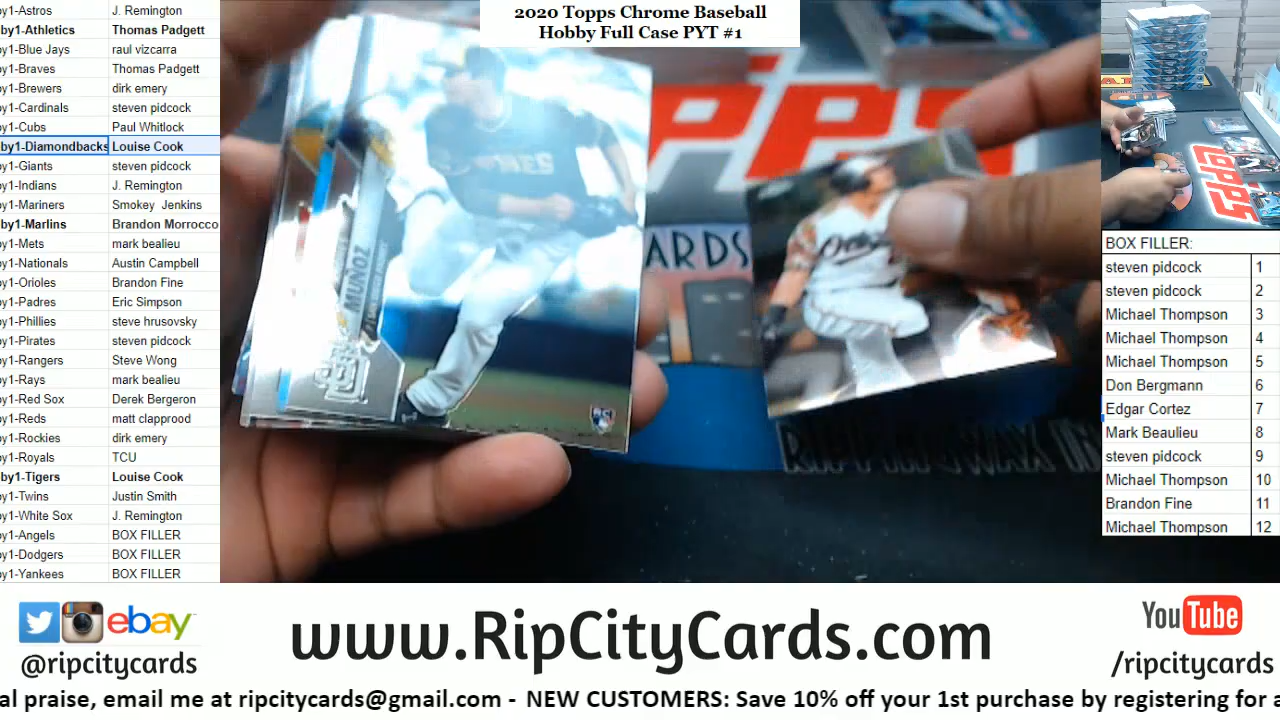 2020 Topps Chrome Baseball
Hobby Full Case PYT #1
by1-Astros J. Remington
by1-Athletics Thomas Padgett
by1-Blue Jays raul vizcarra
by1-Braves Thomas Padgett
by1-Brewers dirk emery
by1-Cardinals steven pidcock
by1-Cubs Paul Whitlock
by1-Diamondbacks Louise Cook
by1-Giants steven pidcock
by1-Indians J. Remington
by1-Mariners Smokey Jenkins
by1-Marlins Brandon Morrocco
by1-Mets mark bealieu
by1-Nationals Austin Campbell
by1-Orioles Brandon Fine
by1-Padres Eric Simpson
by1-Phillies steve hrusovsky
by1-Pirates steven pidcock
by1-Rangers Steve Wong
by1-Rays mark bealieu
by1-Red Sox Derek Bergeron
by1-Reds matt clapprood
by1-Rockies dirk emery
by1-Royals TCU
by1-Tigers Louise Cook
by1-Twins Justin Smith
by1-White Sox J. Remington
by1-Angels BOX FILLER
by1-Dodgers BOX FILLER
by1-Yankees BOX FILLER
MUÑOZ
SD
RC
ARDS
topps
BOX FILLER:
steven pidcock 1
steven pidcock 2
Michael Thompson 3
Michael Thompson 4
Michael Thompson 5
Don Bergmann 6
Edgar Cortez 7
Mark Beaulieu 8
steven pidcock 9
Michael Thompson 10
Brandon Fine 11
Michael Thompson 12
ebay
@ripcitycards
www.RipCityCards.com
YouTube
/ripcitycards
al praise, email me at ripcitycards@gmail.com - NEW CUSTOMERS: Save 10% off your 1st purchase by registering for a